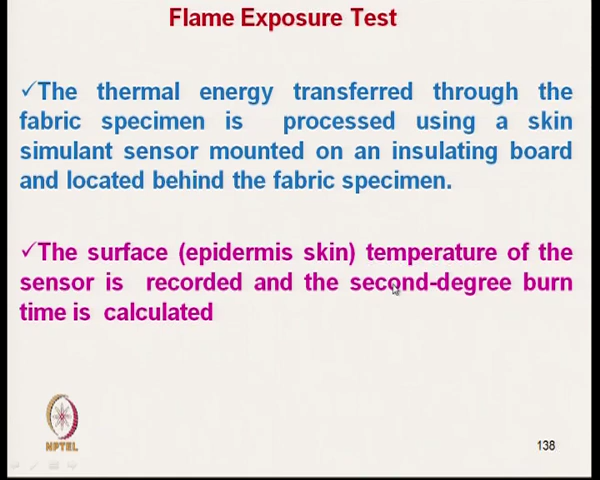 Flame Exposure Test
✓The thermal energy transferred through the
fabric specimen is processed using a skin
simulant sensor mounted on an insulating board
and located behind the fabric specimen.
✓The surface (epidermis skin) temperature of the
sensor is recorded and the second-degree burn
time is calculated
NPTEL
138